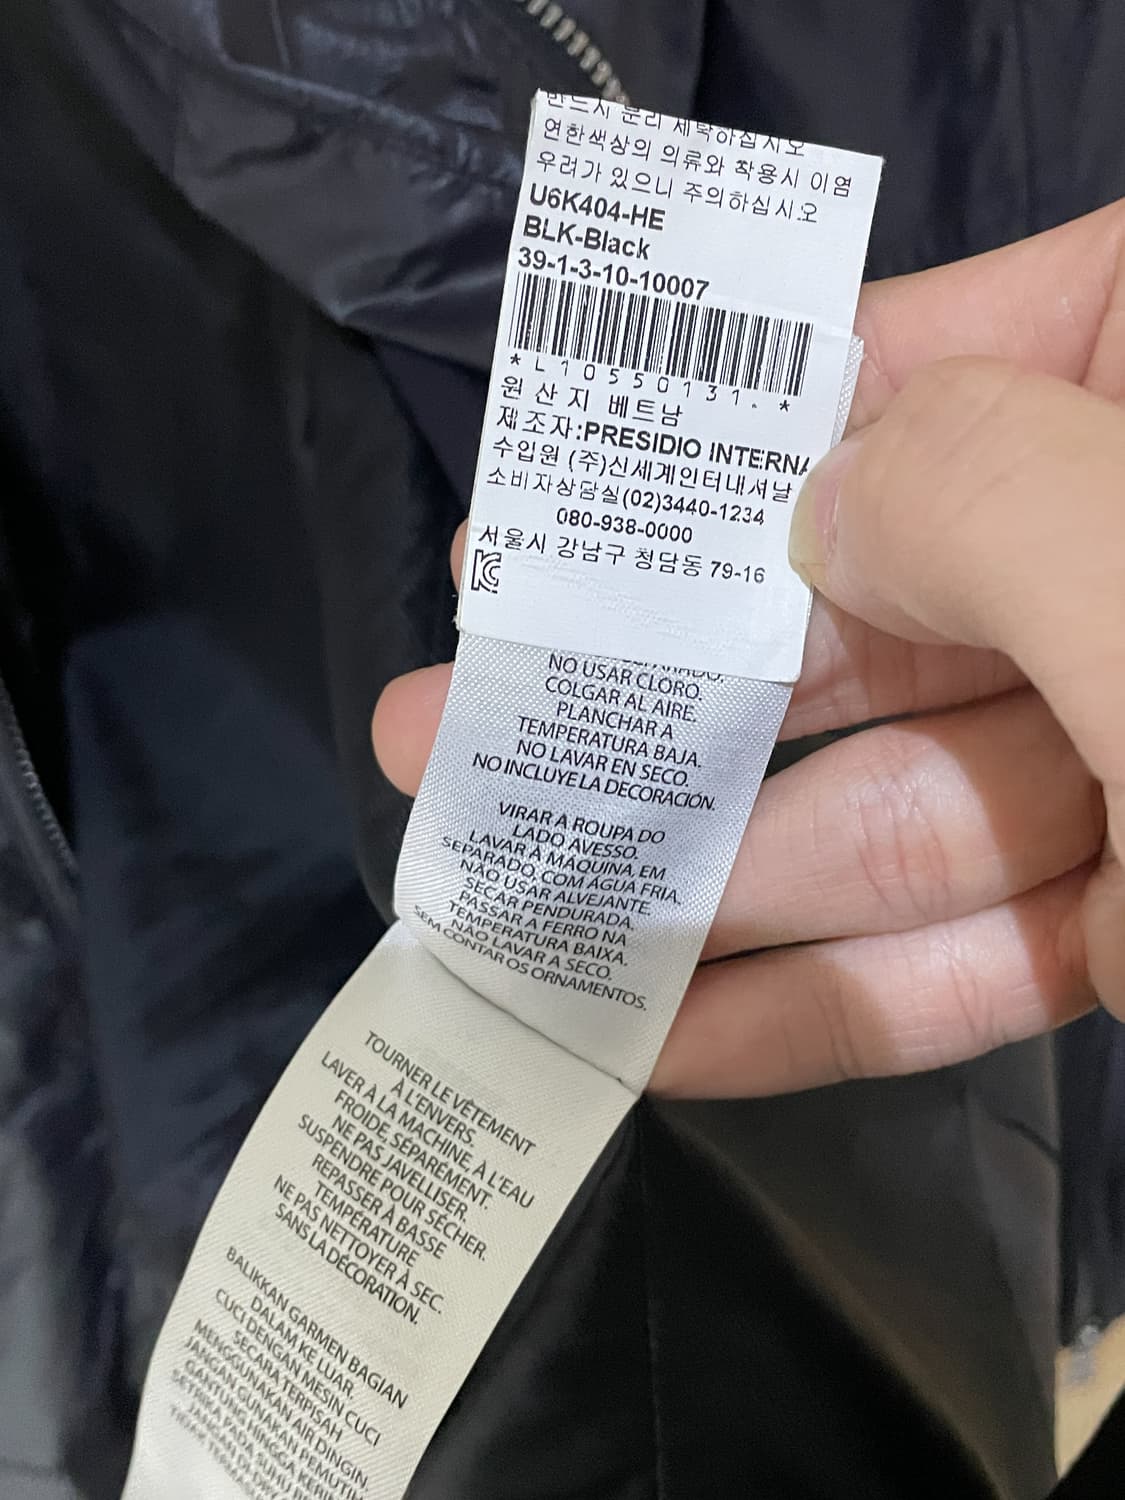 반드시 분리 세탁하십시오
연한색상의 의류와 착용시 이염
우려가 있으니 주의하십시오
U6K404-HE
BLK-Black
39-1-3-10-10007
*L10550131.*
원산지 베트남
제조자:PRESIDIO INTERNA
수입원 (주)신세계인터내셔날
소비자상담실(02)3440-1234
080-938-0000
서울시 강남구 청담동 79-16
NO USAR CLORO.
COLGAR AL AIRE.
PLANCHAR A
TEMPERATURA BAJA.
NO LAVAR EN SECO.
NO INCLUYE LA DECORACIÓN.
VIRAR A ROUPA DO
LADO AVESSO.
LAVAR À MÁQUINA, EM
SEPARADO, COM ÁGUA FRIA.
NÃO USAR ALVEJANTE.
SECAR PENDURADA.
PASSAR A FERRO NA
TEMPERATURA BAIXA.
NÃO LAVAR A SECO.
SEM CONTAR OS ORNAMENTOS.
TOURNER LE VÊTEMENT
À L'ENVERS.
LAVER À LA MACHINE, À L'EAU
FROIDE, SÉPARÉMENT.
NE PAS JAVELLISER.
SUSPENDRE POUR SÉCHER.
REPASSER À BASSE
TEMPÉRATURE
NE PAS NETTOYER À SEC.
SANS LA DÉCORATION.
BALIKKAN GARMEN BAGIAN
DALAM KE LUAR.
CUCI DENGAN MESIN CUCI
SECARA TERPISAH
MENGGUNAKAN AIR DINGIN.
JANGAN GUNAKAN PEMUTIH.
GANTUNG HINGGA KERING